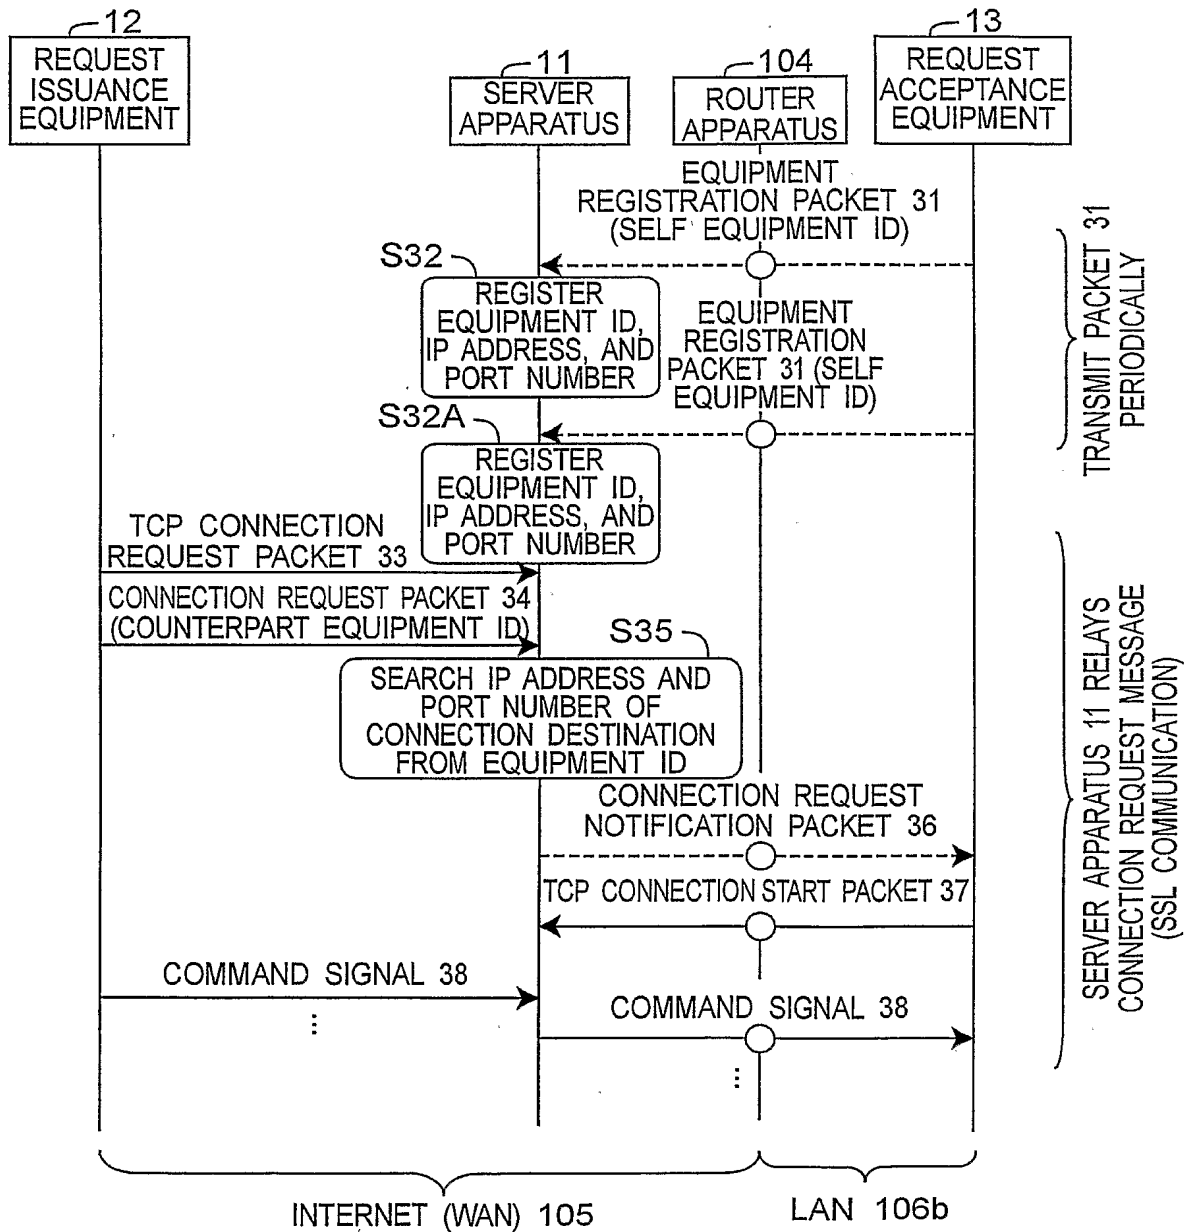 12
REQUEST
ISSUANCE
EQUIPMENT
11
SERVER
APPARATUS
104
ROUTER
APPARATUS
13
REQUEST
ACCEPTANCE
EQUIPMENT
EQUIPMENT
REGISTRATION PACKET 31
(SELF EQUIPMENT ID)
S32
REGISTER
EQUIPMENT ID,
IP ADDRESS, AND
PORT NUMBER
EQUIPMENT
REGISTRATION
PACKET 31 (SELF
EQUIPMENT ID)
TRANSMIT PACKET 31
PERIODICALLY
S32A
REGISTER
EQUIPMENT ID,
IP ADDRESS, AND
PORT NUMBER
TCP CONNECTION
REQUEST PACKET 33
CONNECTION REQUEST PACKET 34
(COUNTERPART EQUIPMENT ID)
S35
SEARCH IP ADDRESS AND
PORT NUMBER OF
CONNECTION DESTINATION
FROM EQUIPMENT ID
CONNECTION REQUEST
NOTIFICATION PACKET 36
TCP CONNECTION START PACKET 37
COMMAND SIGNAL 38
...
COMMAND SIGNAL 38
...
SERVER APPARATUS 11 RELAYS
CONNECTION REQUEST MESSAGE
(SSL COMMUNICATION)
INTERNET (WAN) 105
LAN 106b